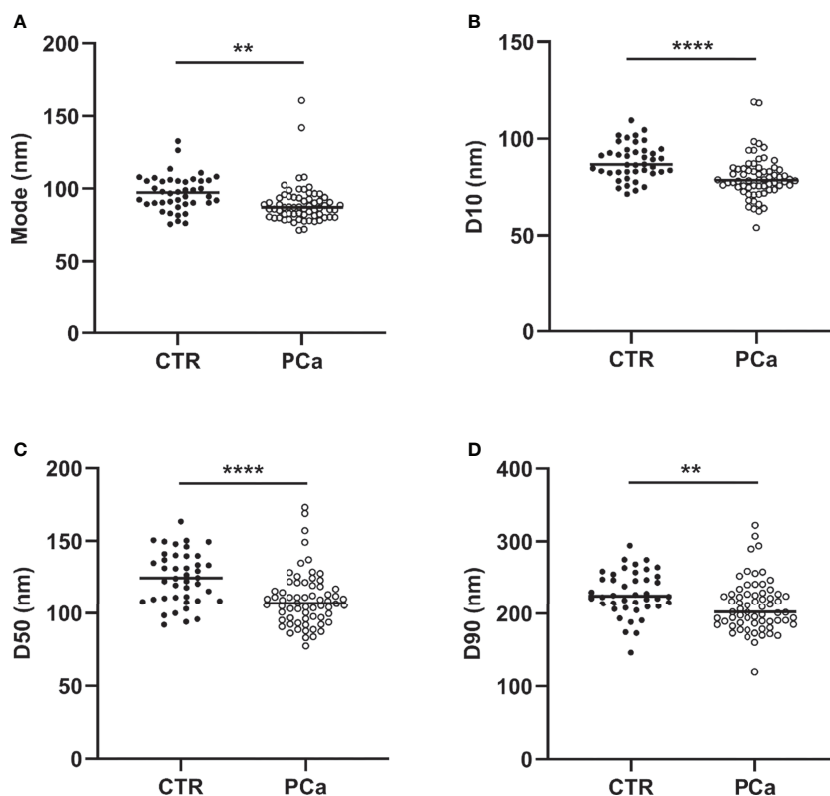 A
Mode (nm)
200
150
100
50
0
**
CTR
PCa
B
D10 (nm)
150
100
50
0
****
CTR
PCa
C
D50 (nm)
200
150
100
50
0
****
CTR
PCa
D
D90 (nm)
400
300
200
100
0
**
CTR
PCa